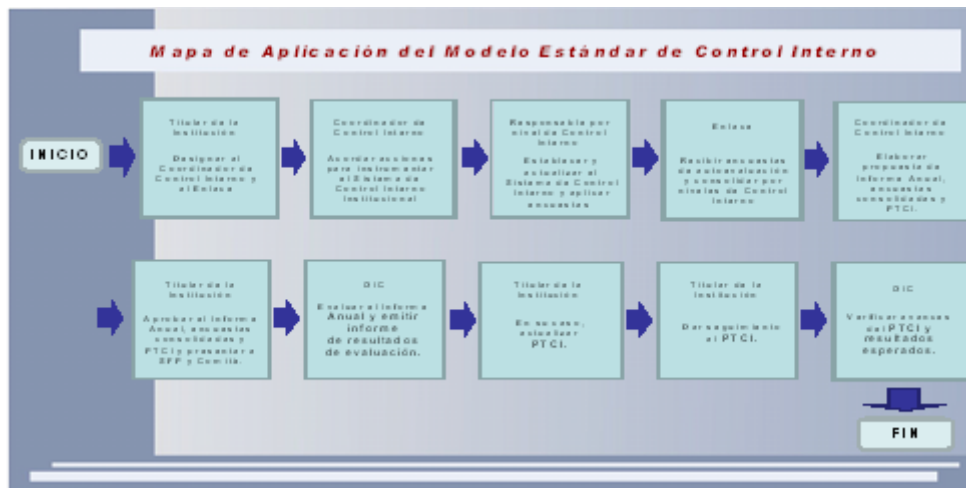 Mapa de Aplicación del Modelo Estándar de Control Interno
INICIO
Titular de la
Institución
Designar al
Coordinador de
Control Interno y
al Enlace
Coordinador de
Control Interno
Acordar acciones
para instrumentar
el Sistema de
Control Interno
Institucional
Responsable por
nivel de Control
Interno
Establecer y
actualizar el
Sistema de Control
Interno y aplicar
encuestas
Enlace
Recibir encuestas
de autoevaluación
y consolidar por
niveles de Control
Interno
Coordinador de
Control Interno
Elaborar
propuesta de
Informe Anual,
encuestas
consolidadas y
PTCI.
Titular de la
Institución
Aprobar el Informe
Anual, encuestas
consolidadas y
PTCI y presentar a
SFP y Comité.
OIC
Evaluar el Informe
Anual y emitir
informe
de resultados
de evaluación.
Titular de la
Institución
En su caso,
actualizar
PTCI.
Titular de la
Institución
Dar seguimiento
al PTCI.
OIC
Verificar avances
del PTCI y
resultados
esperados.
FIN